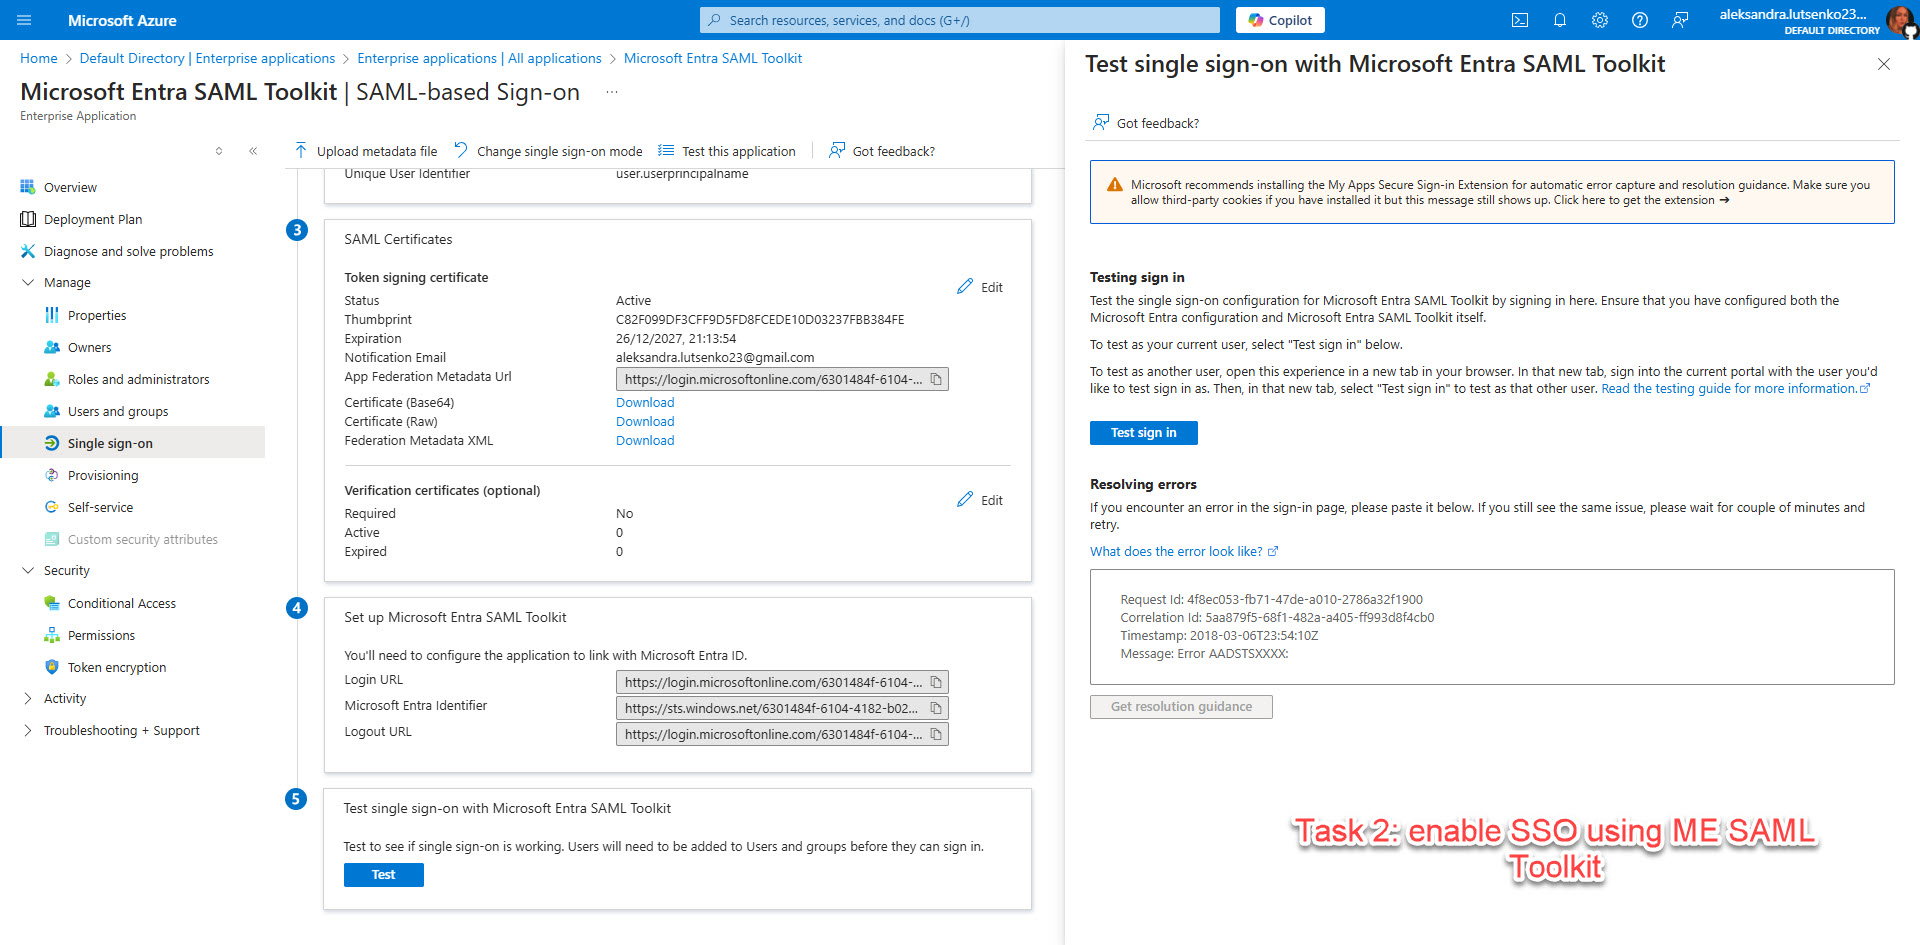 Microsoft Azure
Search resources, services, and docs (G+/)
Copilot
aleksandra.lutsenko23...
DEFAULT DIRECTORY
Home > Default Directory | Enterprise applications > Enterprise applications | All applications > Microsoft Entra SAML Toolkit
Microsoft Entra SAML Toolkit | SAML-based Sign-on ...
Enterprise Application
Overview
Deployment Plan
Diagnose and solve problems
Manage
Properties
Owners
Roles and administrators
Users and groups
Single sign-on
Provisioning
Self-service
Custom security attributes
Security
Conditional Access
Permissions
Token encryption
Activity
Troubleshooting + Support
Upload metadata file Change single sign-on mode Test this application Got feedback?
Unique User Identifier user.userprincipalname
3
SAML Certificates
Token signing certificate
Edit
Status Active
Thumbprint C82F099DF3CFF9D5FD8FCEDE10D03237FBB384FE
Expiration 26/12/2027, 21:13:54
Notification Email aleksandra.lutsenko23@gmail.com
App Federation Metadata Url https://login.microsoftonline.com/6301484f-6104-...
Certificate (Base64) Download
Certificate (Raw) Download
Federation Metadata XML Download
Verification certificates (optional)
Edit
Required No
Active 0
Expired 0
4
Set up Microsoft Entra SAML Toolkit
You'll need to configure the application to link with Microsoft Entra ID.
Login URL https://login.microsoftonline.com/6301484f-6104-...
Microsoft Entra Identifier https://sts.windows.net/6301484f-6104-4182-b02...
Logout URL https://login.microsoftonline.com/6301484f-6104-...
5
Test single sign-on with Microsoft Entra SAML Toolkit
Test to see if single sign-on is working. Users will need to be added to Users and groups before they can sign in.
Test
Test single sign-on with Microsoft Entra SAML Toolkit
Got feedback?
Microsoft recommends installing the My Apps Secure Sign-in Extension for automatic error capture and resolution guidance. Make sure you
allow third-party cookies if you have installed it but this message still shows up. Click here to get the extension →
Testing sign in
Test the single sign-on configuration for Microsoft Entra SAML Toolkit by signing in here. Ensure that you have configured both the
Microsoft Entra configuration and Microsoft Entra SAML Toolkit itself.
To test as your current user, select "Test sign in" below.
To test as another user, open this experience in a new tab in your browser. In that new tab, sign into the current portal with the user you'd
like to test sign in as. Then, in that new tab, select "Test sign in" to test as that other user. Read the testing guide for more information.
Test sign in
Resolving errors
If you encounter an error in the sign-in page, please paste it below. If you still see the same issue, please wait for couple of minutes and
retry.
What does the error look like?
Request Id: 4f8ec053-fb71-47de-a010-2786a32f1900
Correlation Id: 5aa879f5-68f1-482a-a405-ff993d8f4cb0
Timestamp: 2018-03-06T23:54:10Z
Message: Error AADSTSXXXX:
Get resolution guidance
Task 2: enable SSO using ME SAML
Toolkit